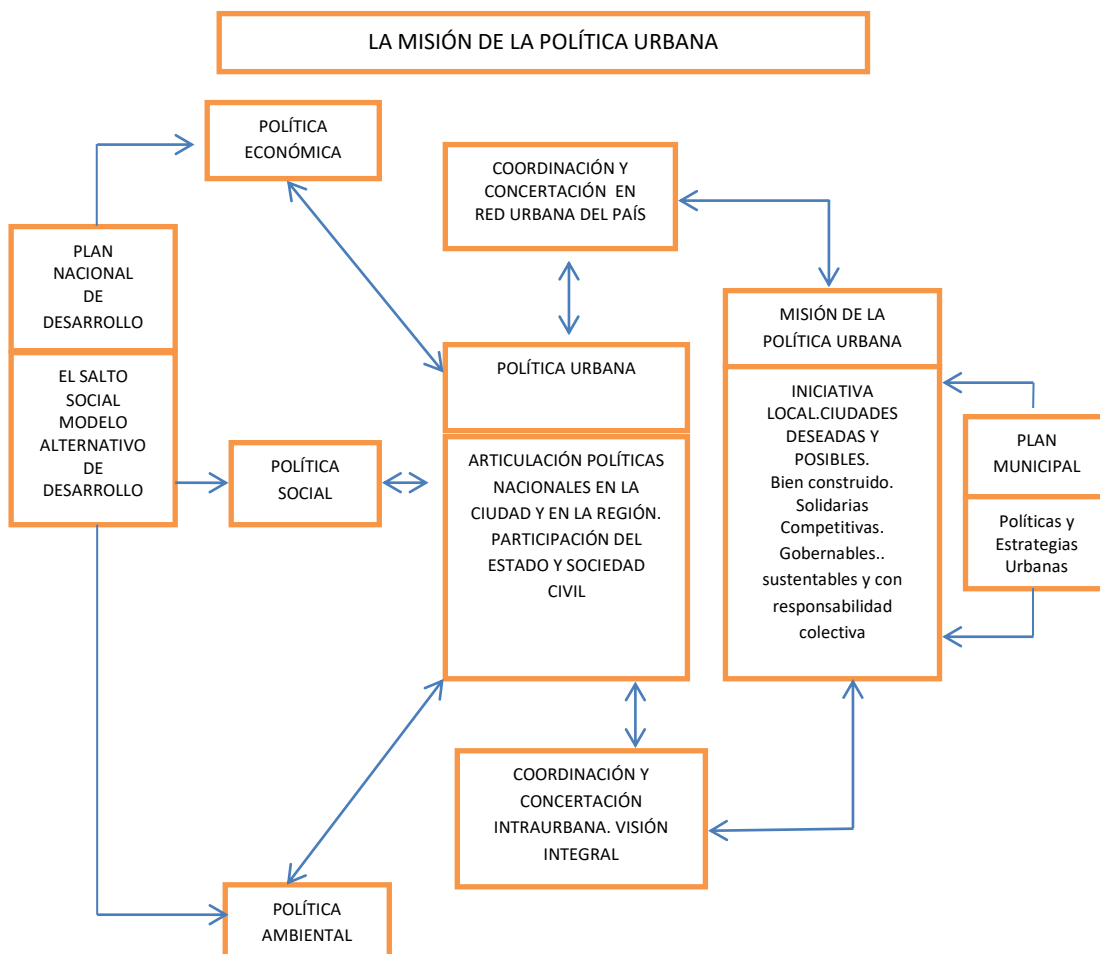 LA MISIÓN DE LA POLÍTICA URBANA
POLÍTICA
ECONÓMICA
COORDINACIÓN Y
CONCERTACIÓN EN
RED URBANA DEL PAÍS
PLAN
NACIONAL
DE
DESARROLLO
EL SALTO
SOCIAL
MODELO
ALTERNATIVO
DE
DESARROLLO
POLÍTICA
SOCIAL
POLÍTICA URBANA
ARTICULACIÓN POLÍTICAS
NACIONALES EN LA
CIUDAD Y EN LA REGIÓN.
PARTICIPACIÓN DEL
ESTADO Y SOCIEDAD
CIVIL
MISIÓN DE LA
POLÍTICA URBANA
INICIATIVA
LOCAL.CIUDADES
DESEADAS Y
POSIBLES.
Bien construido.
Solidarias
Competitivas.
Gobernables..
sustentables y con
responsabilidad
colectiva
PLAN
MUNICIPAL
Políticas y
Estrategias
Urbanas
COORDINACIÓN Y
CONCERTACIÓN
INTRAURBANA. VISIÓN
INTEGRAL
POLÍTICA
AMBIENTAL